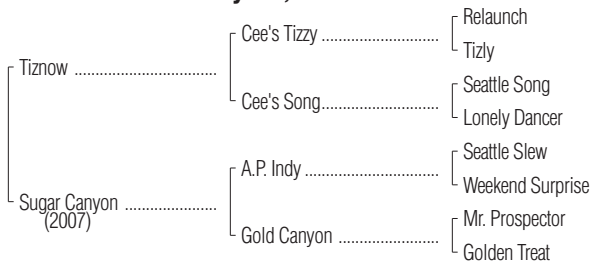 Relaunch
Cee's Tizzy ........................
Tizly
Tiznow .............................
Seattle Song
Cee's Song........................
Lonely Dancer
Seattle Slew
A.P. Indy ...........................
Weekend Surprise
Sugar Canyon ...................
(2007)
Mr. Prospector
Gold Canyon .....................
Golden Treat